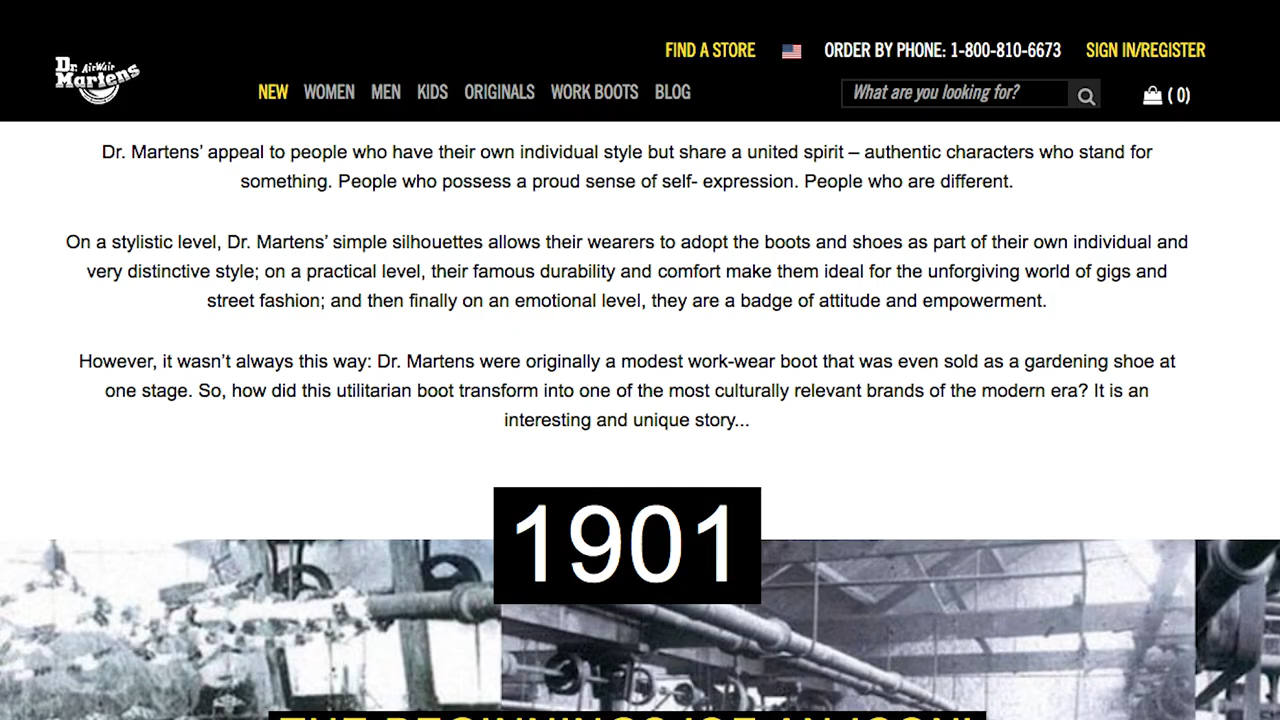 FIND A STORE ORDER BY PHONE: 1-800-810-6673 SIGN IN/REGISTER
Dr. AirWair
Martens
NEW WOMEN MEN KIDS ORIGINALS WORK BOOTS BLOG What are you looking for? ( 0)
Dr. Martens’ appeal to people who have their own individual style but share a united spirit – authentic characters who stand for
something. People who possess a proud sense of self- expression. People who are different.
On a stylistic level, Dr. Martens’ simple silhouettes allows their wearers to adopt the boots and shoes as part of their own individual and
very distinctive style; on a practical level, their famous durability and comfort make them ideal for the unforgiving world of gigs and
street fashion; and then finally on an emotional level, they are a badge of attitude and empowerment.
However, it wasn’t always this way: Dr. Martens were originally a modest work-wear boot that was even sold as a gardening shoe at
one stage. So, how did this utilitarian boot transform into one of the most culturally relevant brands of the modern era? It is an
interesting and unique story...
1901
THE BEGINNINGS 'OF AN ICON'